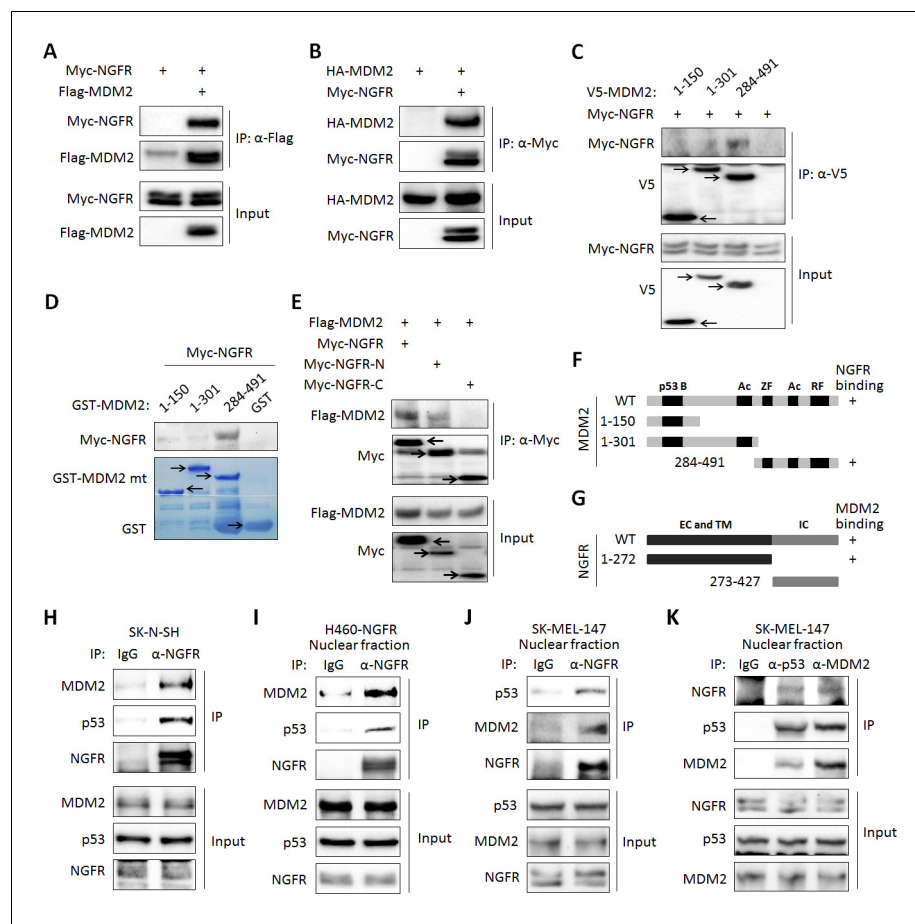 A
Myc-NGFR + +
Flag-MDM2 +
Myc-NGFR
Flag-MDM2
IP: α-Flag
Myc-NGFR
Flag-MDM2
Input
B
HA-MDM2 + +
Myc-NGFR +
HA-MDM2
Myc-NGFR
IP: α-Myc
HA-MDM2
Myc-NGFR
Input
C
V5-MDM2: 1-150 1-301 284-491
Myc-NGFR + + + +
Myc-NGFR
V5
IP: α-V5
Myc-NGFR
V5
Input
D
Myc-NGFR
GST-MDM2: 1-150 1-301 284-491 GST
Myc-NGFR
GST-MDM2 mt
GST
E
Flag-MDM2 + + +
Myc-NGFR +
Myc-NGFR-N +
Myc-NGFR-C +
Flag-MDM2
Myc
IP: α-Myc
Flag-MDM2
Myc
Input
F
NGFR
binding
p53 B Ac ZF Ac RF
MDM2
WT +
1-150
1-301
284-491 +
G
MDM2
binding
EC and TM IC
NGFR
WT +
1-272 +
273-427
H
SK-N-SH
IP: IgG α-NGFR
MDM2
p53
NGFR
IP
MDM2
p53
NGFR
Input
I
H460-NGFR
Nuclear fraction
IP: IgG α-NGFR
MDM2
p53
NGFR
IP
MDM2
p53
NGFR
Input
J
SK-MEL-147
Nuclear fraction
IP: IgG α-NGFR
p53
MDM2
NGFR
IP
p53
MDM2
NGFR
Input
K
SK-MEL-147
Nuclear fraction
IP: IgG α-p53 α-MDM2
NGFR
p53
MDM2
IP
NGFR
p53
MDM2
Input